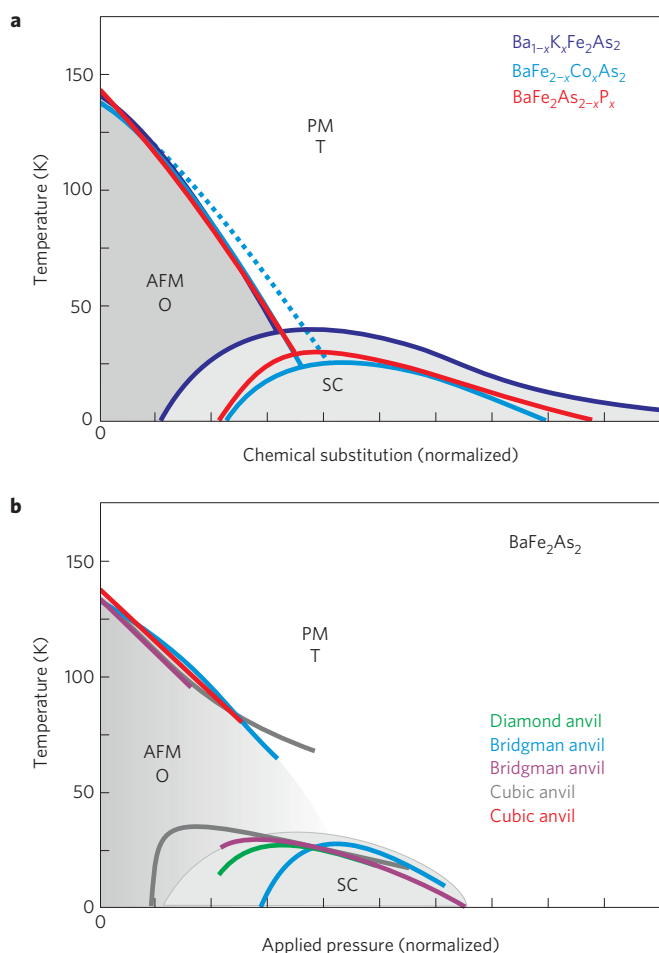 a
Ba₁₋ₓKₓFe₂As₂
BaFe₂₋ₓCoₓAs₂
BaFe₂As₂₋ₓPₓ
150
100
50
0
Temperature (K)
PM
T
AFM
O
SC
0
Chemical substitution (normalized)
b
BaFe₂As₂
150
100
50
0
Temperature (K)
PM
T
AFM
O
Diamond anvil
Bridgman anvil
Bridgman anvil
Cubic anvil
Cubic anvil
SC
0
Applied pressure (normalized)